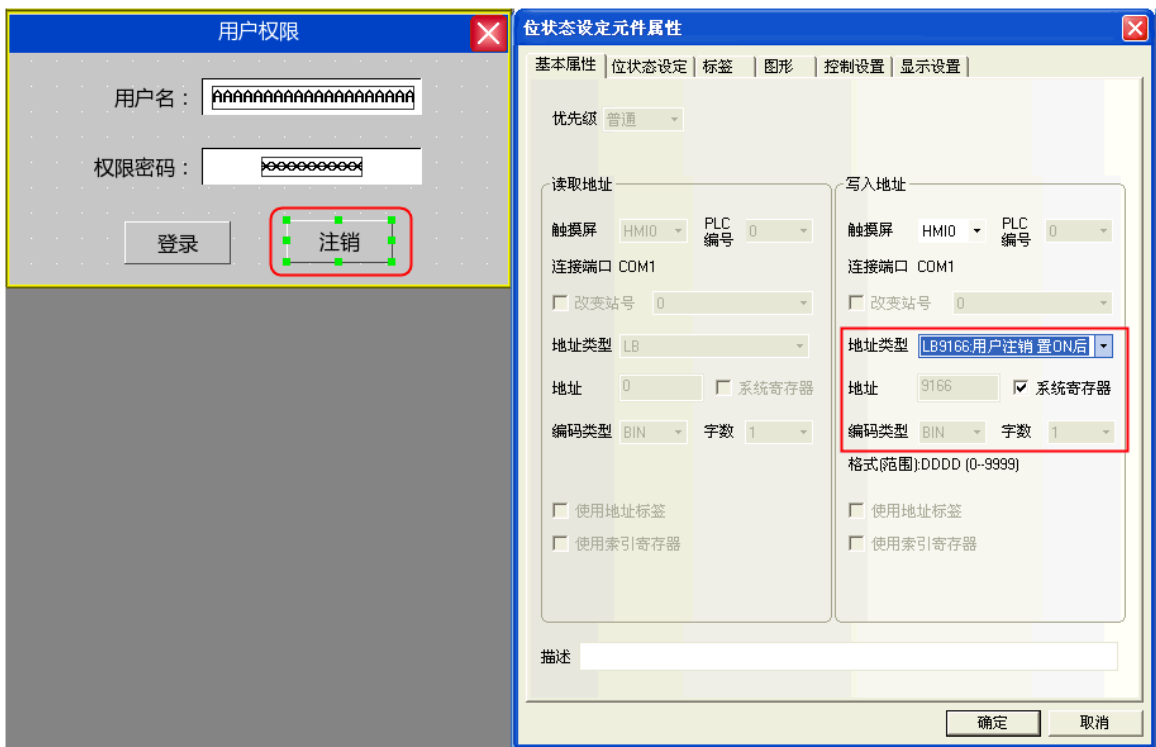 用户权限
用户名： AAAAAAAAAAAAAAAAAAAA
权限密码： ××××××××××
登录 注销
位状态设定元件属性
基本属性 位状态设定 标签 图形 控制设置 显示设置
优先级 普通
读取地址
触摸屏 HMI0 PLC编号 0
连接端口 COM1
改变站号 0
地址类型 LB
地址 0 系统寄存器
编码类型 BIN 字数 1
使用地址标签
使用索引寄存器
写入地址
触摸屏 HMI0 PLC编号 0
连接端口 COM1
改变站号 0
地址类型 LB9166:用户注销 置ON后
地址 9166 系统寄存器
编码类型 BIN 字数 1
格式(范围):DDDD (0--9999)
使用地址标签
使用索引寄存器
描述
确定 取消